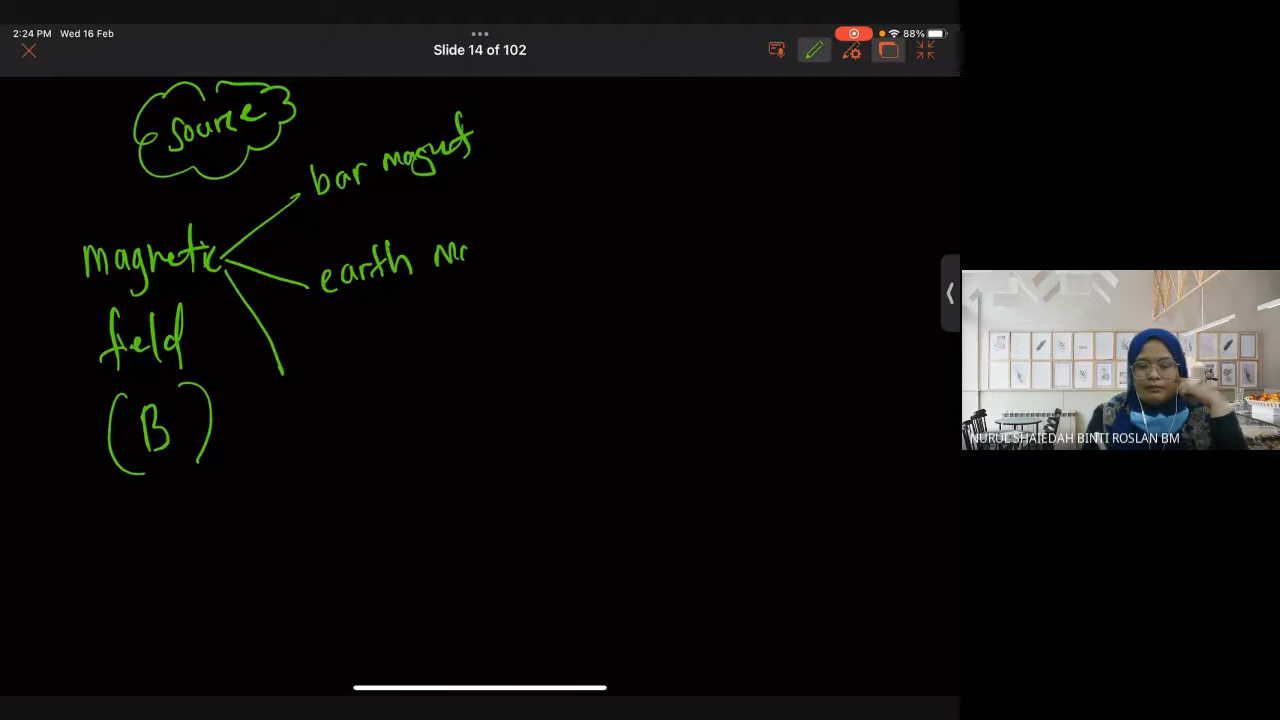 2:24 PM Wed 16 Feb
88%
Slide 14 of 102
source
bar magnet
magnetic
earth
field
(B)
NURUL SHAIEDAH BINTI ROSLAN BM